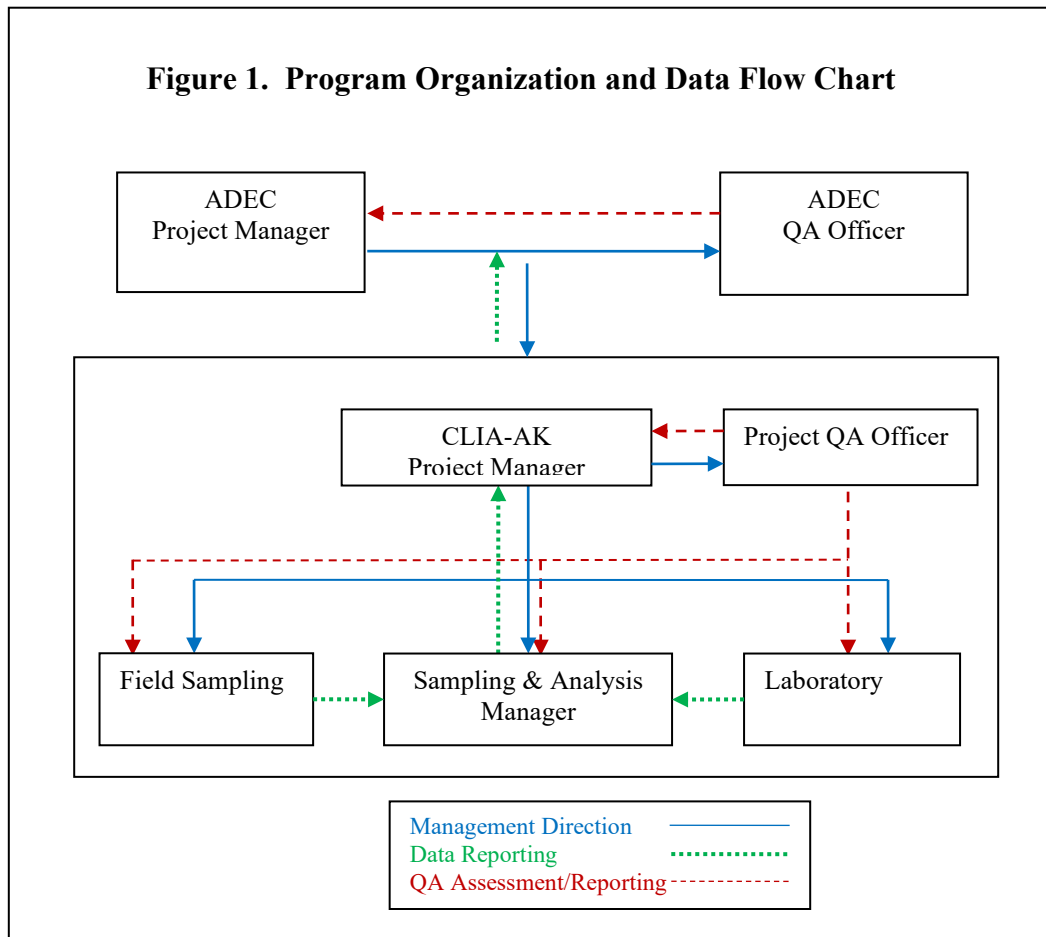 Figure 1. Program Organization and Data Flow Chart
ADEC
Project Manager
ADEC
QA Officer
CLIA-AK
Project Manager
Project QA Officer
Field Sampling
Sampling & Analysis
Manager
Laboratory
Management Direction
Data Reporting
QA Assessment/Reporting